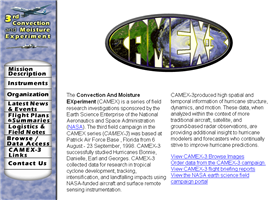 3rd
Convection
And Moisture
Experiment
CAMEX
Mission
Description
Instruments
Organization
Latest News
& Events
Flight Plans
&Summaries
Logistics &
Field Notes
Browse /
Data Access
CAMEX-3
Links
Contact Us
The Convection And Moisture
EXperiment (CAMEX) is a series of field
research investigations sponsored by the
Earth Science Enterprise of the National
Aeronautics and Space Administration
(NASA). The third field campaign in the
CAMEX series (CAMEX-3) was based at
Patrick Air Force Base , Florida from 6
August - 23 September, 1998. CAMEX-3
successfully studied Hurricanes Bonnie,
Danielle, Earl and Georges. CAMEX-3
collected data for research in tropical
cyclone development, tracking,
intensification, and landfalling impacts using
NASA-funded aircraft and surface remote
sensing instrumentation.
CAMEX-3produced high spatial and
temporal information of hurricane structure,
dynamics, and motion. These data, when
analyzed within the context of more
traditional aircraft, satellite, and
ground-based radar observations, are
providing additional insight to hurricane
modelers and forecasters who continually
strive to improve hurricane predictions.
View CAMEX-3 Browse Images
Order data from the CAMEX-3 campaign
View CAMEX-3 flight briefing reports
View the NASA earth science field
campaign portal